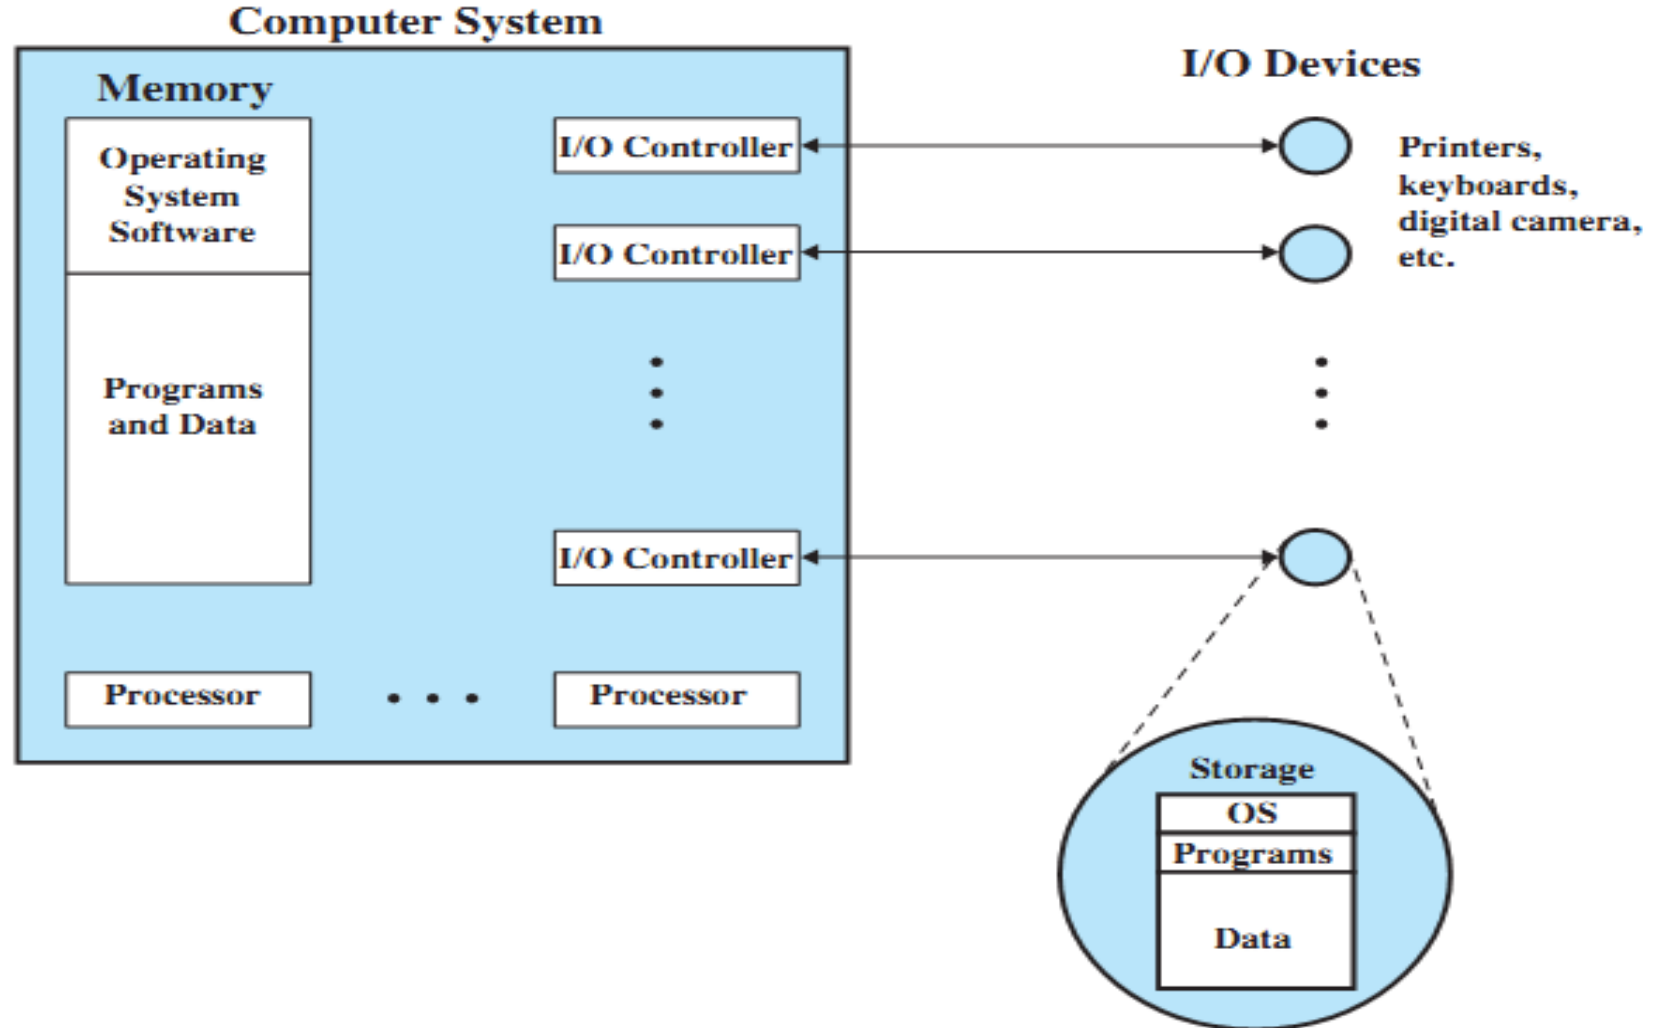 Computer System
Memory
Operating
System
Software
Programs
and Data
I/O Controller
I/O Controller
I/O Controller
Processor
Processor
I/O Devices
Printers,
keyboards,
digital camera,
etc.
Storage
OS
Programs
Data